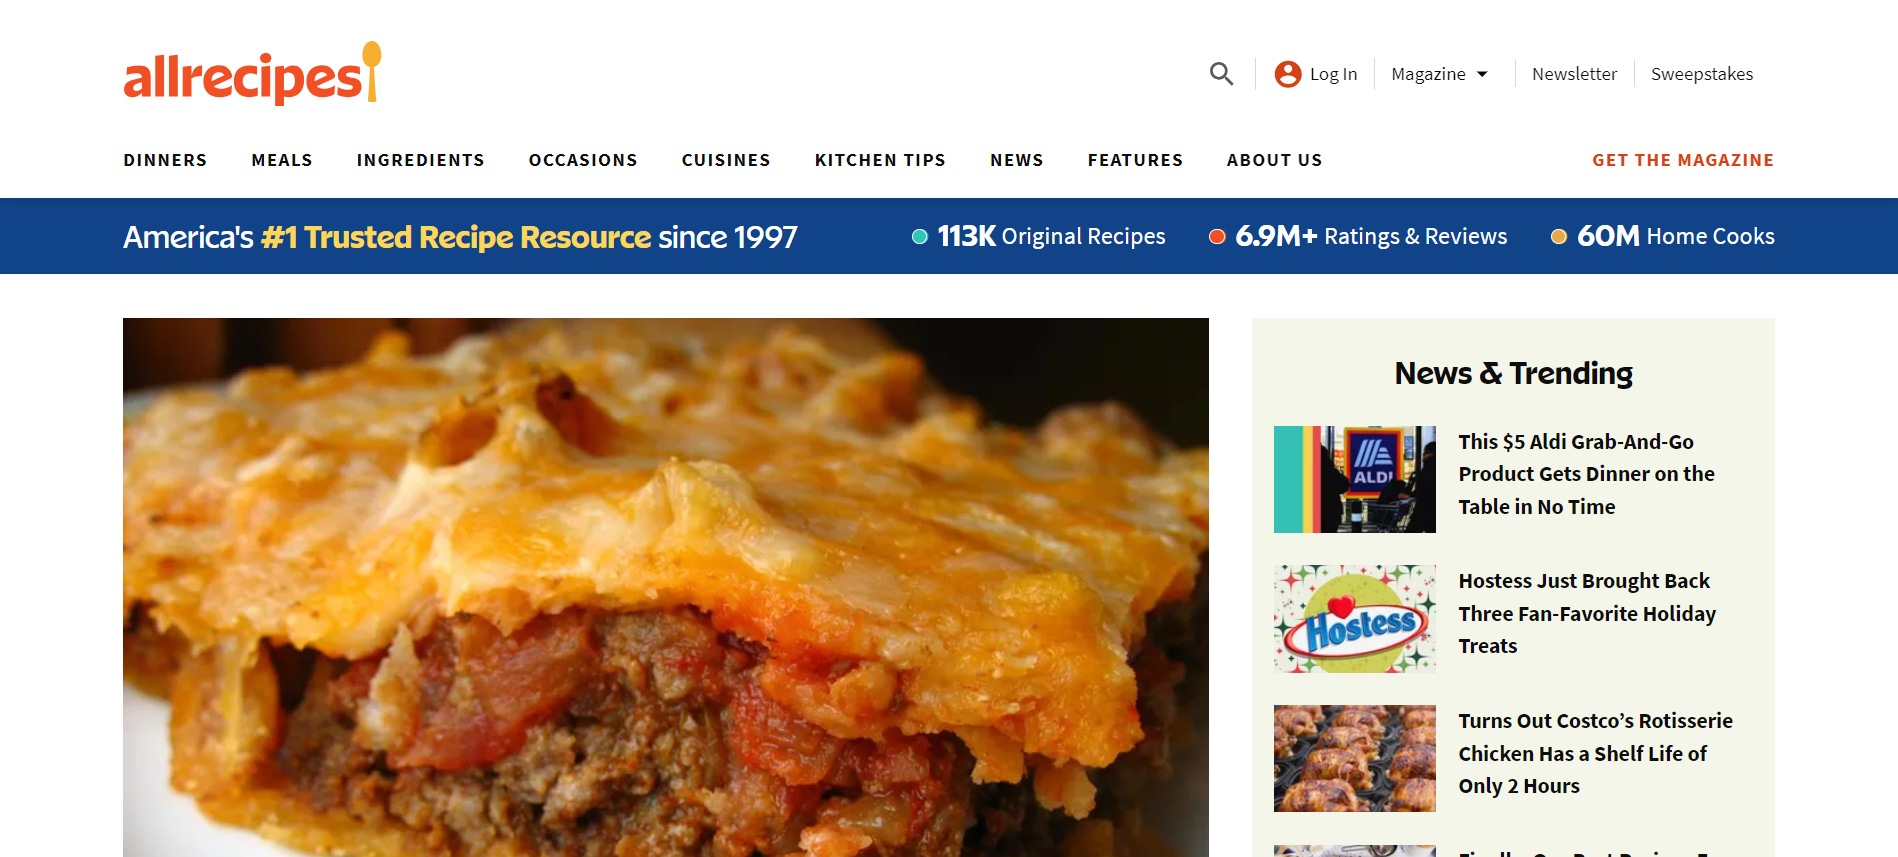 allrecipes
Log In
Magazine
Newsletter
Sweepstakes
DINNERS
MEALS
INGREDIENTS
OCCASIONS
CUISINES
KITCHEN TIPS
NEWS
FEATURES
ABOUT US
GET THE MAGAZINE
America's #1 Trusted Recipe Resource since 1997
113K Original Recipes
6.9M+ Ratings & Reviews
60M Home Cooks
News & Trending
ALDI
This $5 Aldi Grab-And-Go
Product Gets Dinner on the
Table in No Time
Hostess
Hostess Just Brought Back
Three Fan-Favorite Holiday
Treats
Turns Out Costco’s Rotisserie
Chicken Has a Shelf Life of
Only 2 Hours